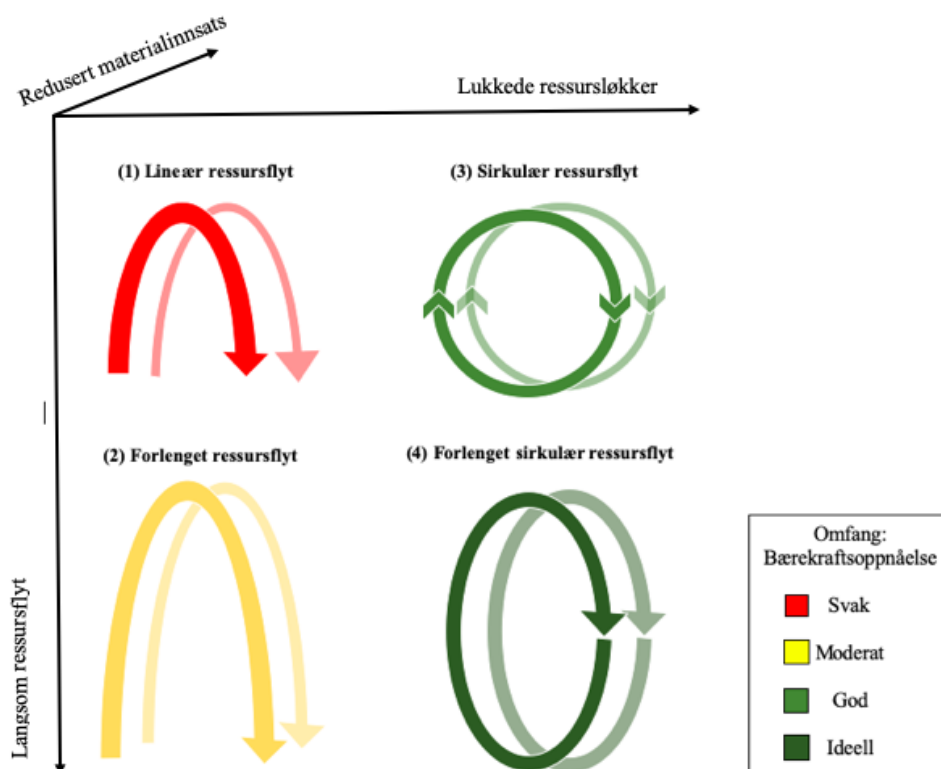 Redusert materialinnsats
Lukkede ressursløkker
(1) Lineær ressursflyt
(3) Sirkulær ressursflyt
(2) Forlenget ressursflyt
(4) Forlenget sirkulær ressursflyt
Langsom ressursflyt
Omfang:
Bærekraftsoppnåelse
Svak
Moderat
God
Ideell